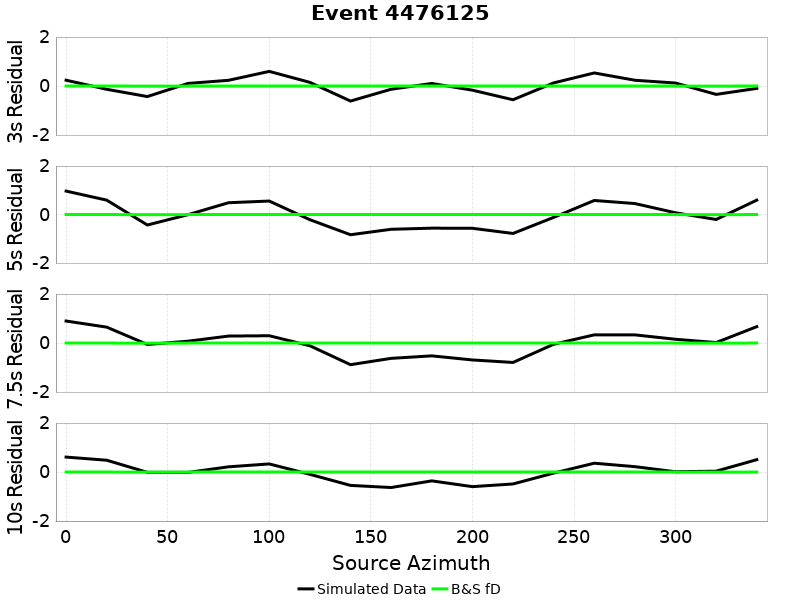 Event 4476125
3s Residual
2
0
-2
5s Residual
2
0
-2
7.5s Residual
2
0
-2
10s Residual
2
0
-2
0 50 100 150 200 250 300
Source Azimuth
Simulated Data B&S fD